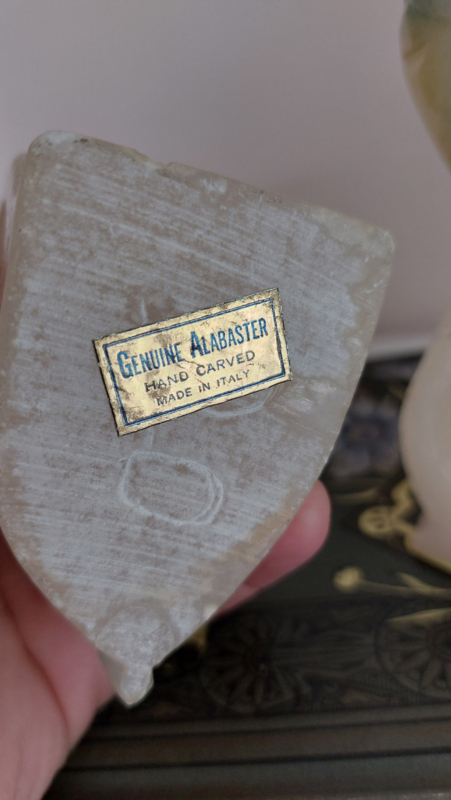 GENUINE ALABASTER
HAND CARVED
MADE IN ITALY